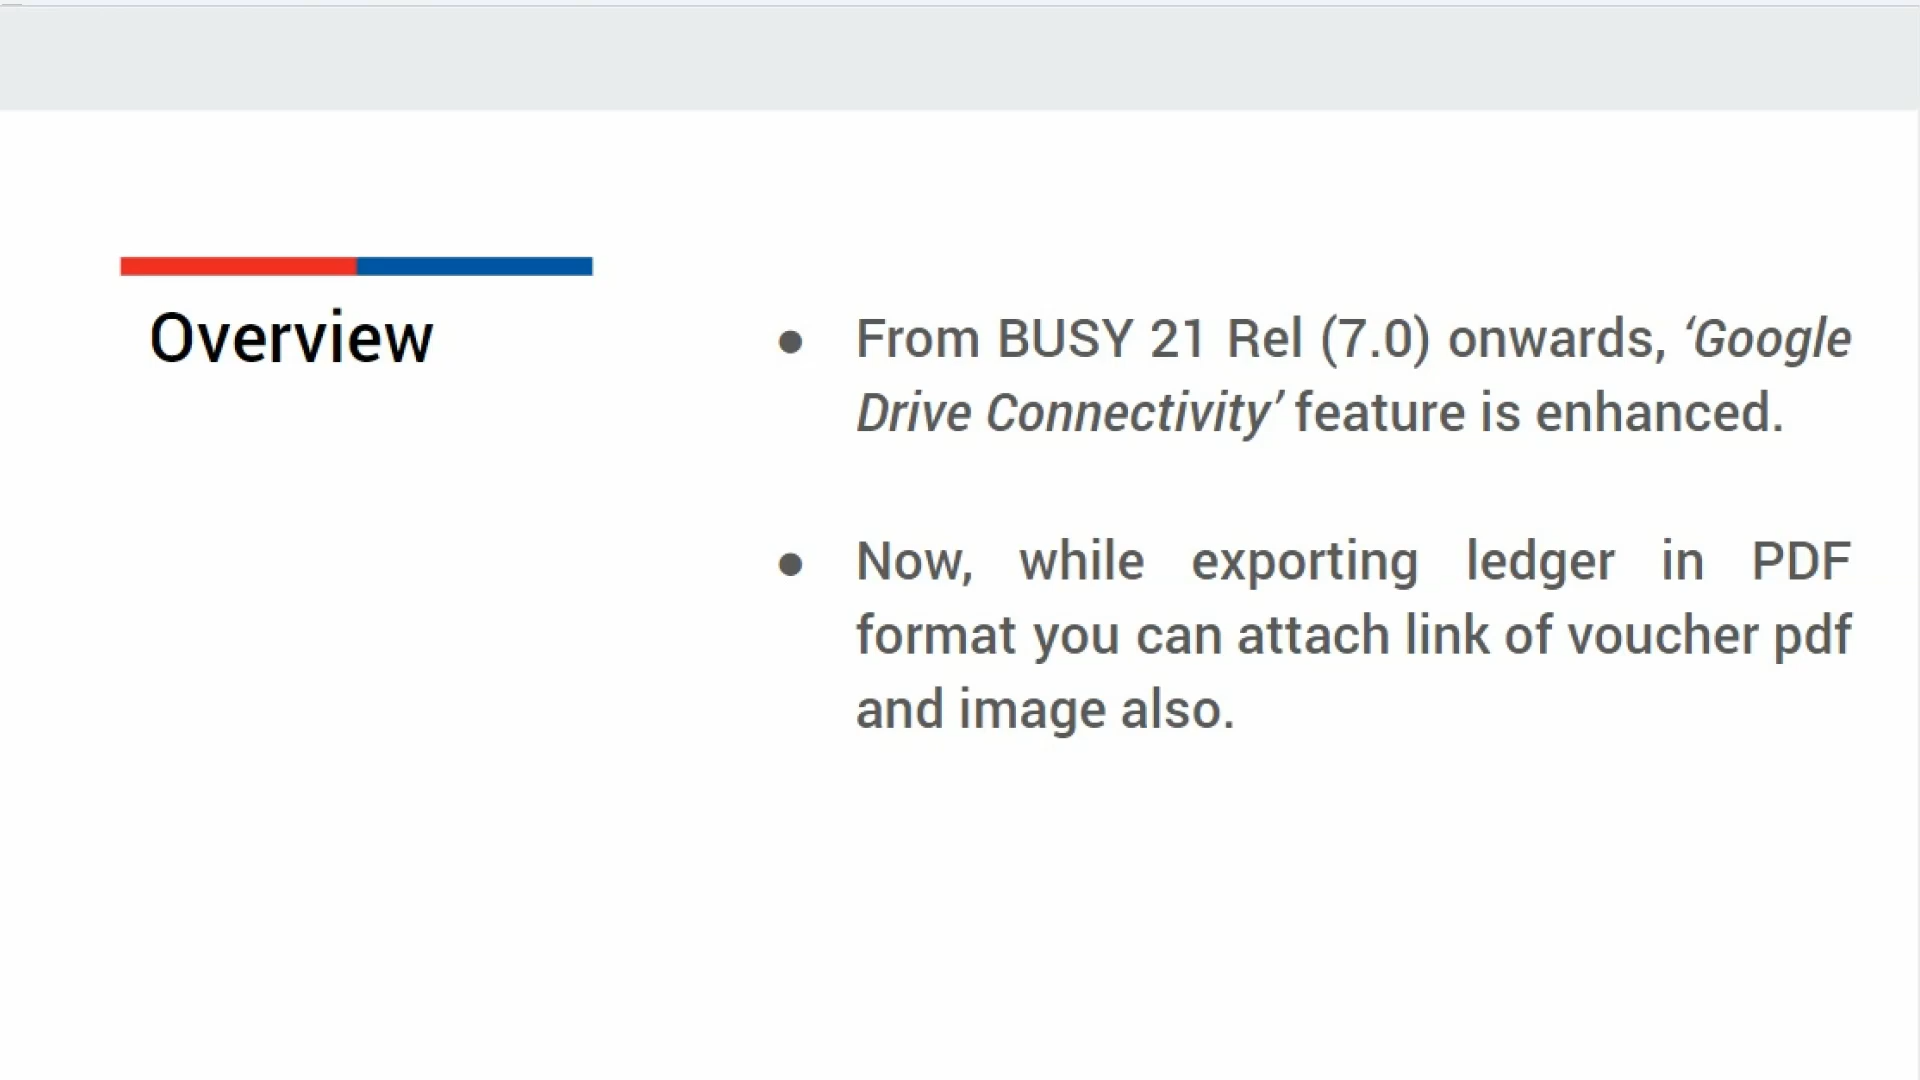 Overview
● From BUSY 21 Rel (7.0) onwards, ‘Google
Drive Connectivity’ feature is enhanced.
● Now, while exporting ledger in PDF
format you can attach link of voucher pdf
and image also.